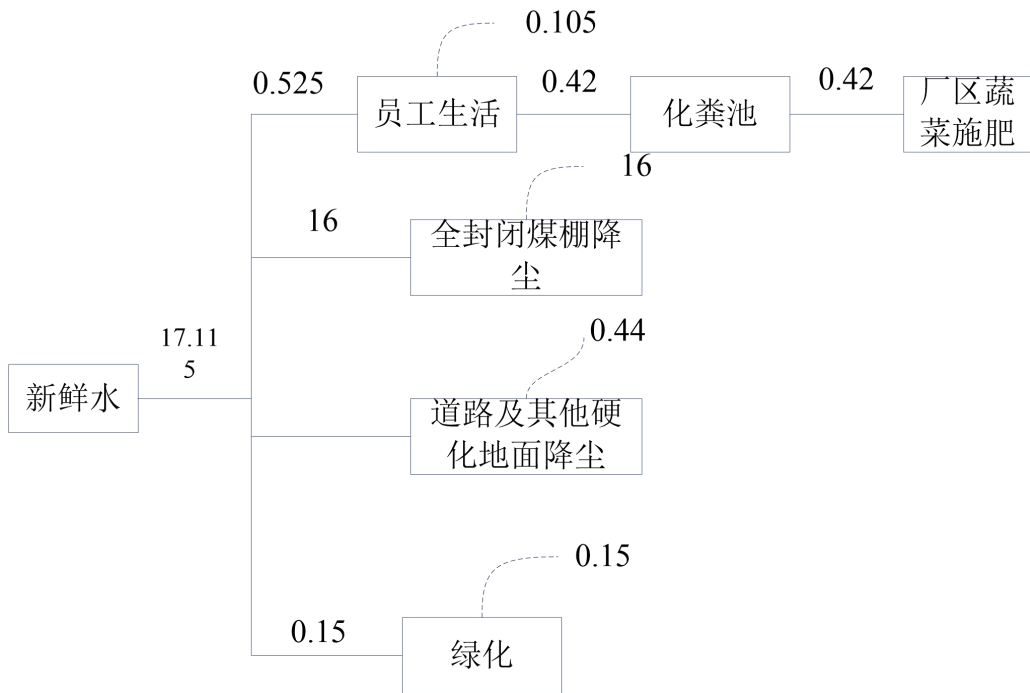 0.105
0.525
员工生活
0.42
化粪池
0.42
厂区蔬
菜施肥
16
16
全封闭煤棚降
尘
17.11
5
新鲜水
0.44
道路及其他硬
化地面降尘
0.15
0.15
绿化